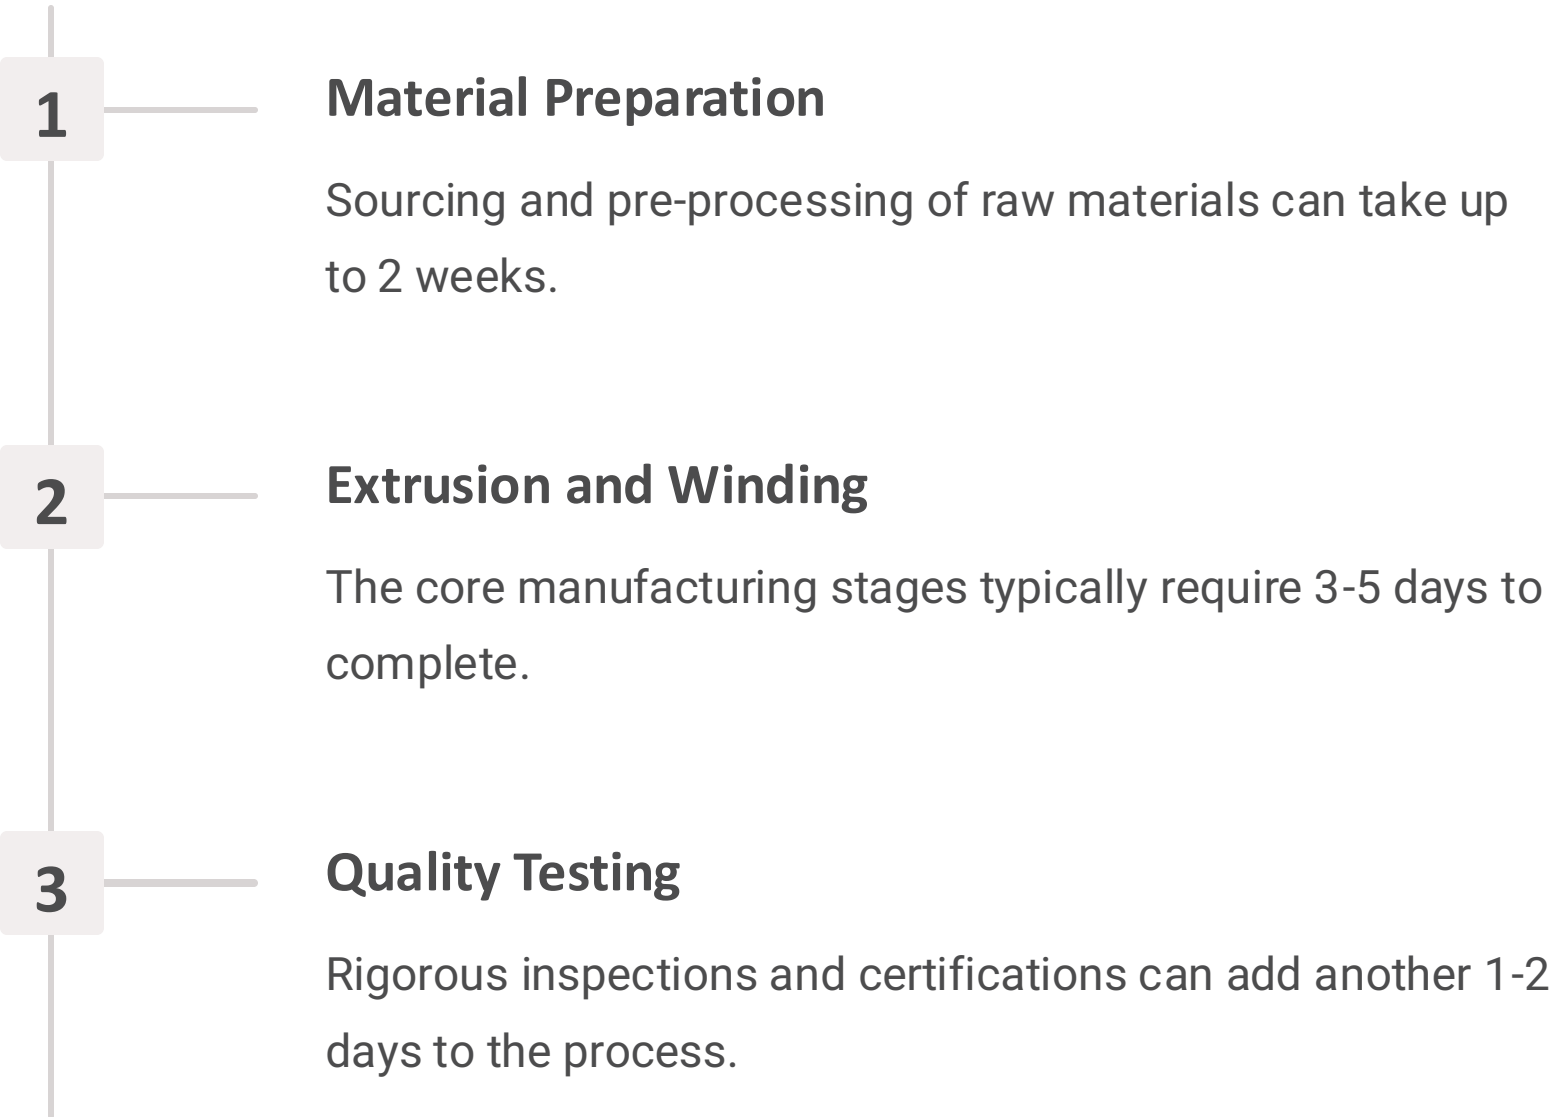 1
Material Preparation
Sourcing and pre-processing of raw materials can take up
to 2 weeks.
2
Extrusion and Winding
The core manufacturing stages typically require 3-5 days to
complete.
3
Quality Testing
Rigorous inspections and certifications can add another 1-2
days to the process.